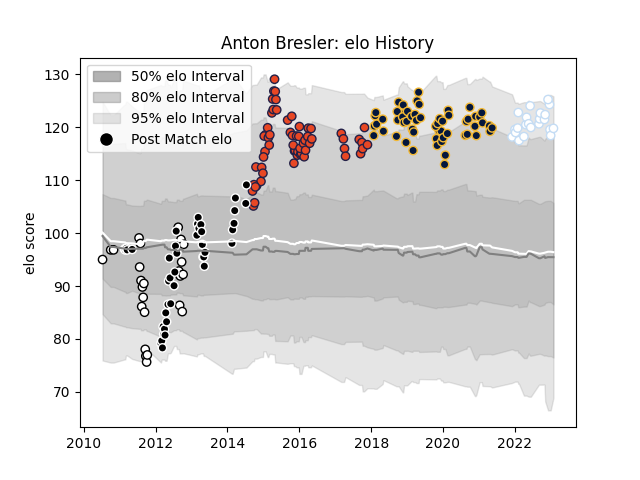 Anton Bresler: elo History
50% elo Interval
80% elo Interval
95% elo Interval
Post Match elo
elo score
130
120
110
100
90
80
70
2010 2012 2014 2016 2018 2020 2022